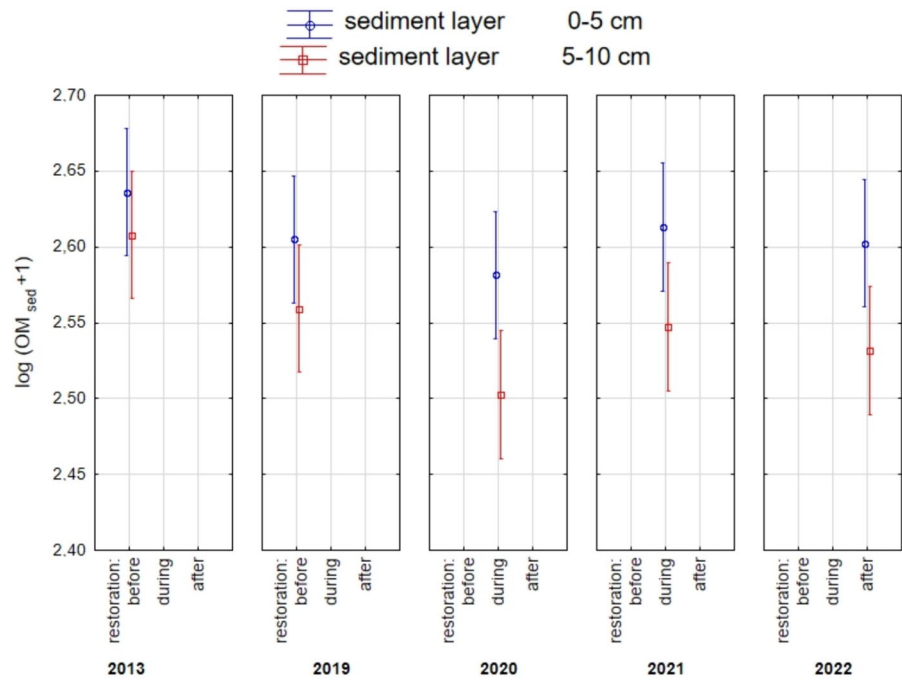 sediment layer 0-5 cm
sediment layer 5-10 cm
log (OM sed +1)
2.70
2.65
2,60
2.55
2.50
2.45
2.40
restoration:
before
during
after
restoration:
before
during
after
restoration:
before
during
after
restoration:
before
during
after
restoration:
before
during
after
2013
2019
2020
2021
2022